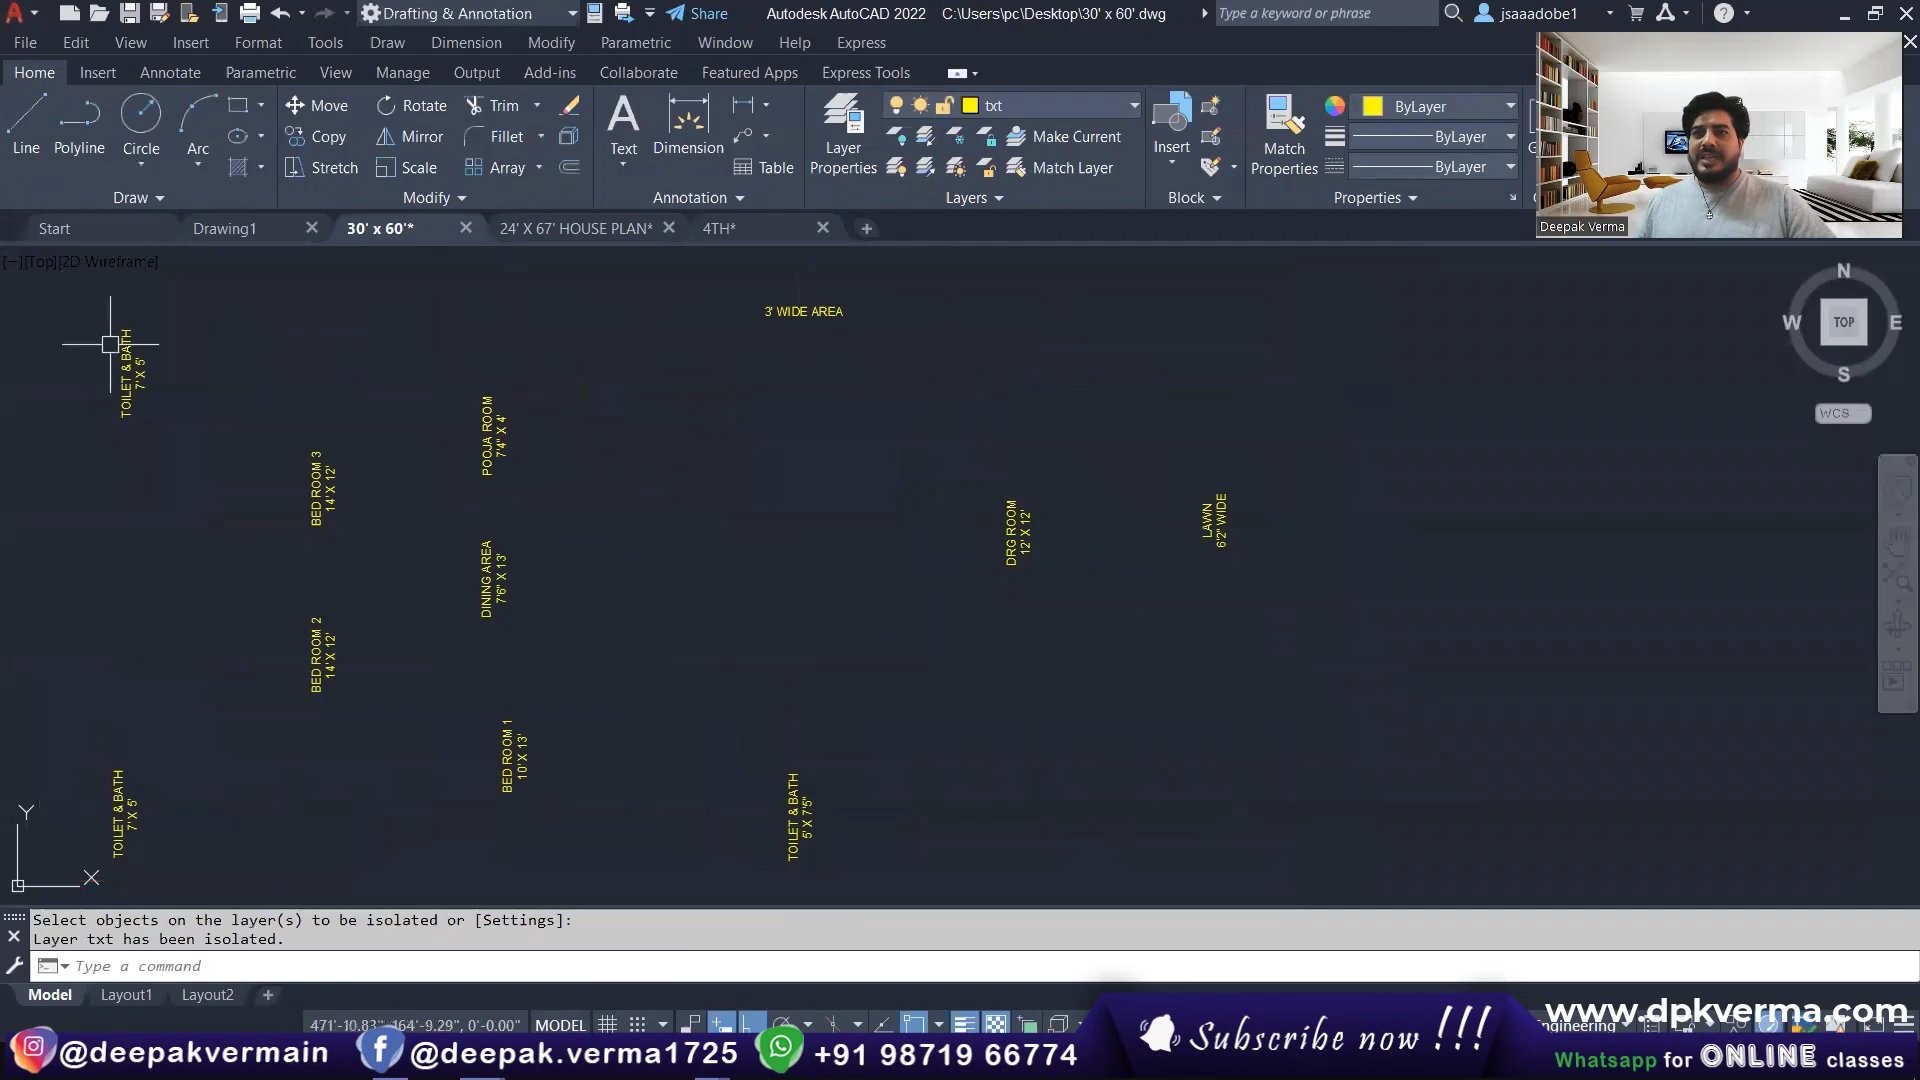 Drafting & Annotation
Share
Autodesk AutoCAD 2022
C:\Users\pc\Desktop\30' x 60'.dwg
Type a keyword or phrase
jsaaadobe1
File Edit View Insert Format Tools Draw Dimension Modify Parametric Window Help Express
Home Insert Annotate Parametric View Manage Output Add-ins Collaborate Featured Apps Express Tools
Line
Polyline
Circle
Arc
Move
Rotate
Trim
Copy
Mirror
Fillet
Stretch
Scale
Array
Text
Dimension
Table
Layer
Properties
txt
Make Current
Match Layer
Insert
Match
Properties
ByLayer
ByLayer
ByLayer
Draw
Modify
Annotation
Layers
Block
Properties
Deepak Verma
Start
Drawing1
30' x 60'*
24' X 67' HOUSE PLAN*
4TH*
[−][Top][2D Wireframe]
3' WIDE AREA
TOILET & BATH
7' X 5'
POOJA ROOM
7'4" X 4'
BED ROOM 3
14' X 12'
DRG ROOM
12' X 12'
LAWN
6'2" WIDE
DINING AREA
7'6" X 13'
BED ROOM 2
14' X 12'
BED ROOM 1
10' X 13'
TOILET & BATH
7' X 5'
TOILET & BATH
5' X 7'5"
N
W
TOP
E
S
WCS
Y
X
Select objects on the layer(s) to be isolated or [Settings]:
Layer txt has been isolated.
Type a command
Model
Layout1
Layout2
471'-10.83", 164'-9.29", 0'-0.00"
MODEL
@deepakvermain
@deepak.verma1725
+91 98719 66774
Subscribe now !!!
www.dpkverma.com
Whatsapp for ONLINE classes